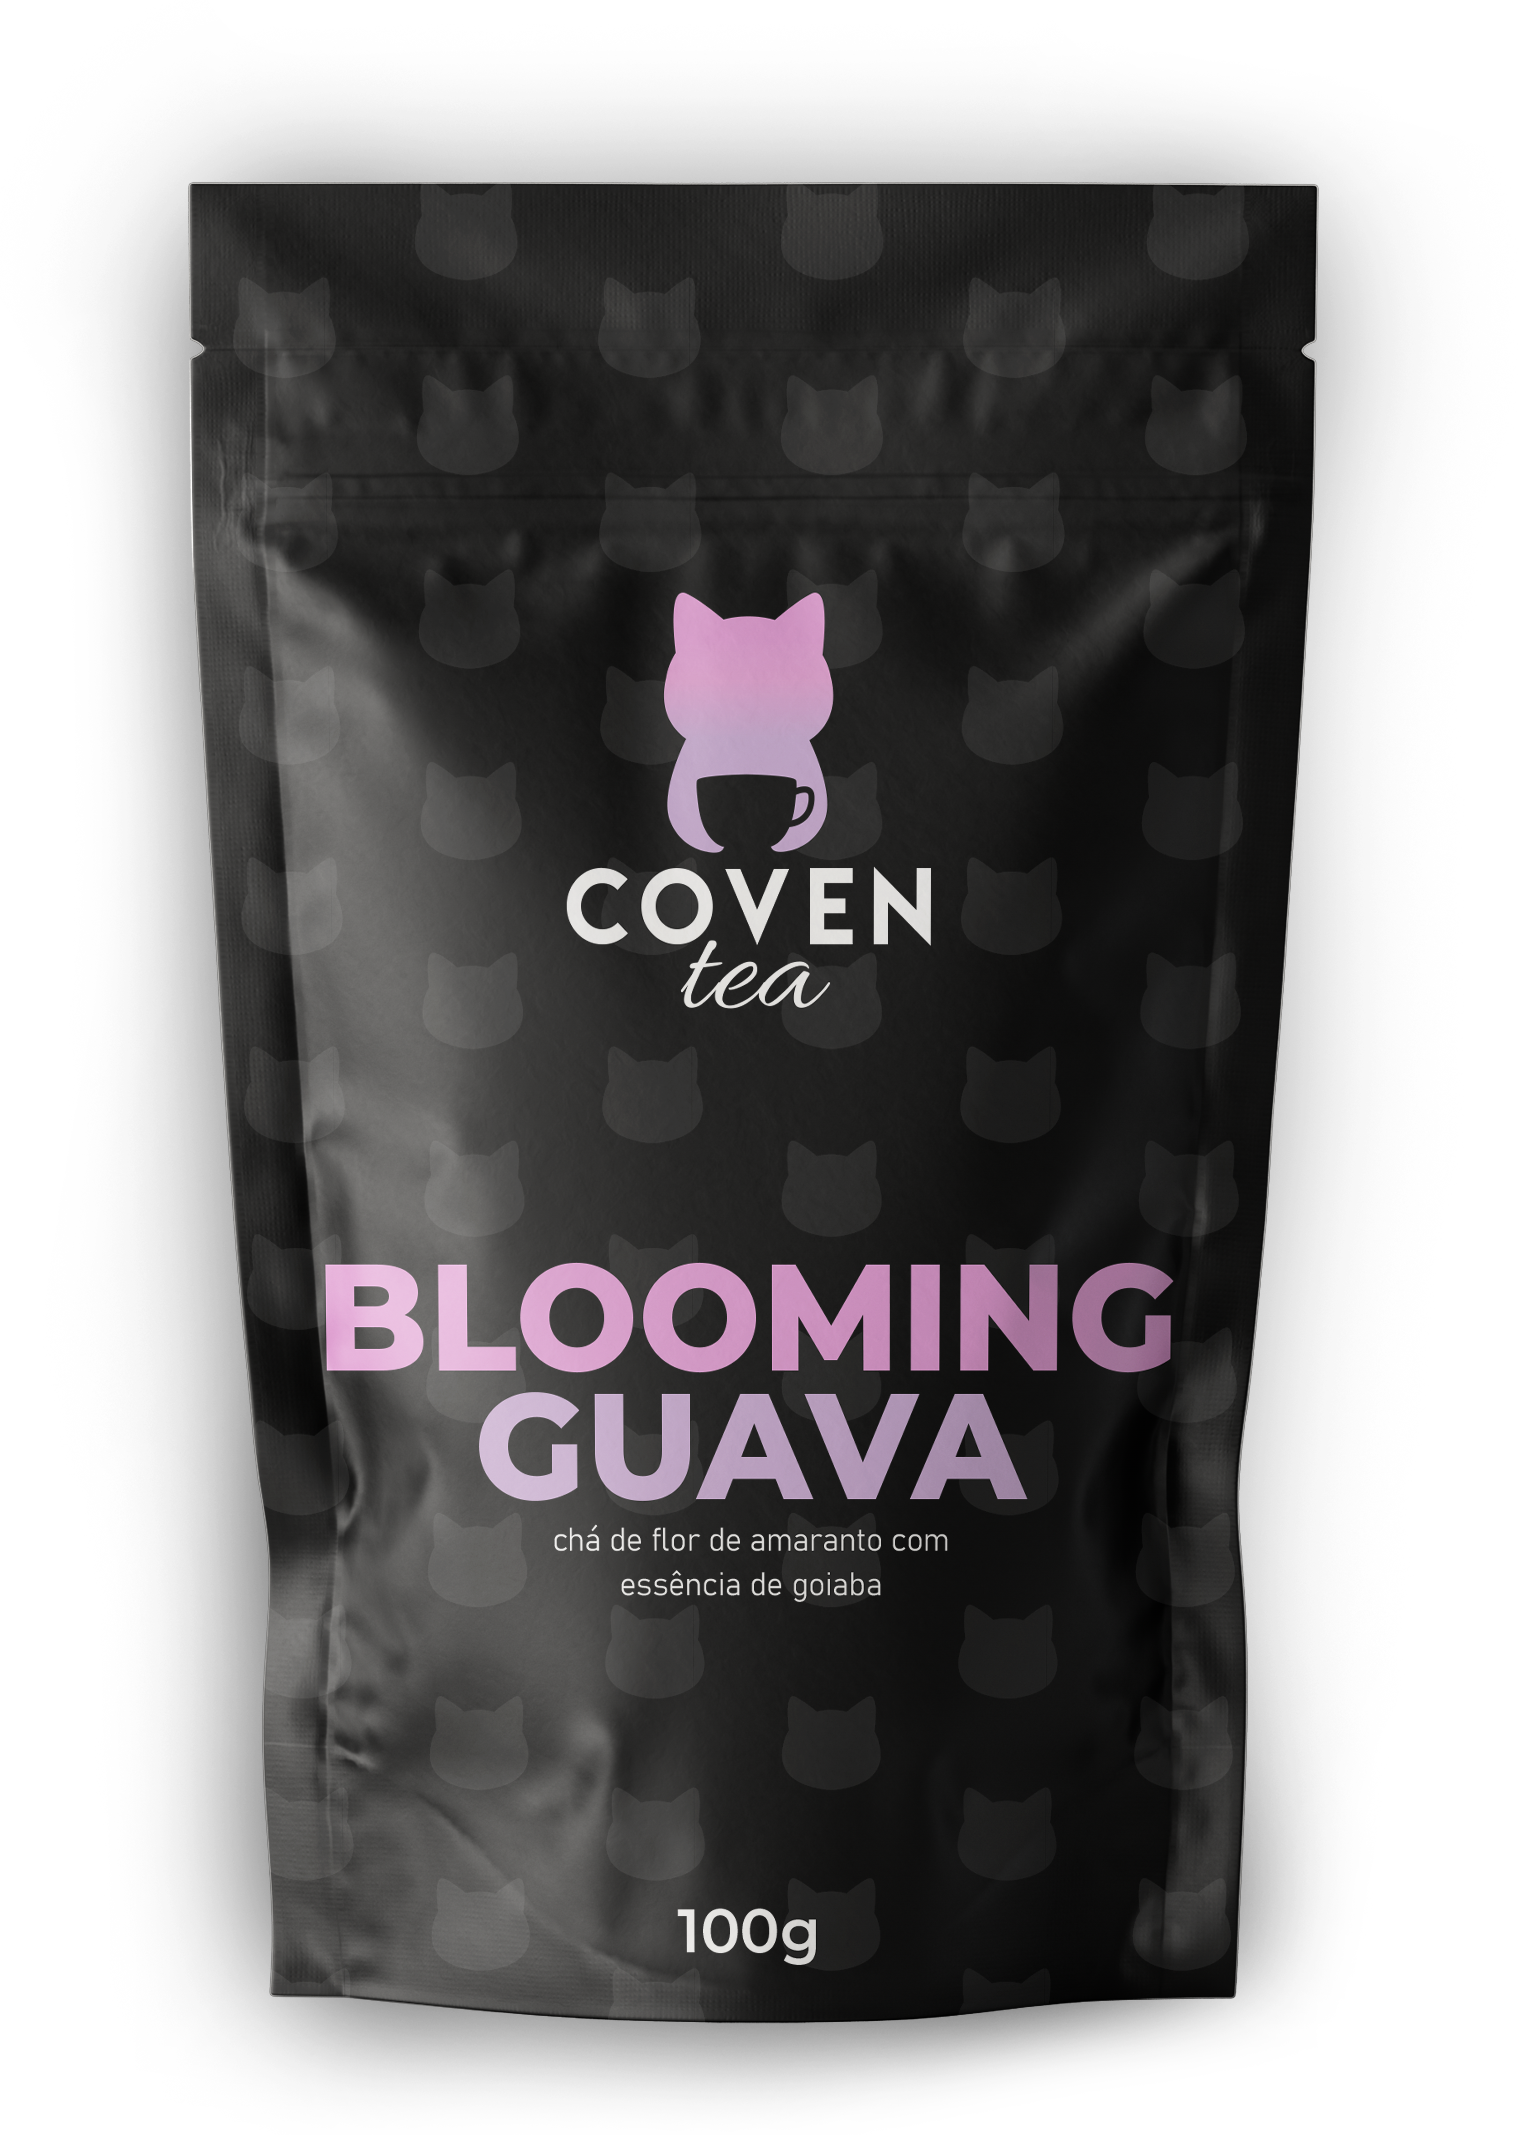 COVEN
tea
BLOOMING
GUAVA
chá de flor de amaranto com
essência de goiaba
100g